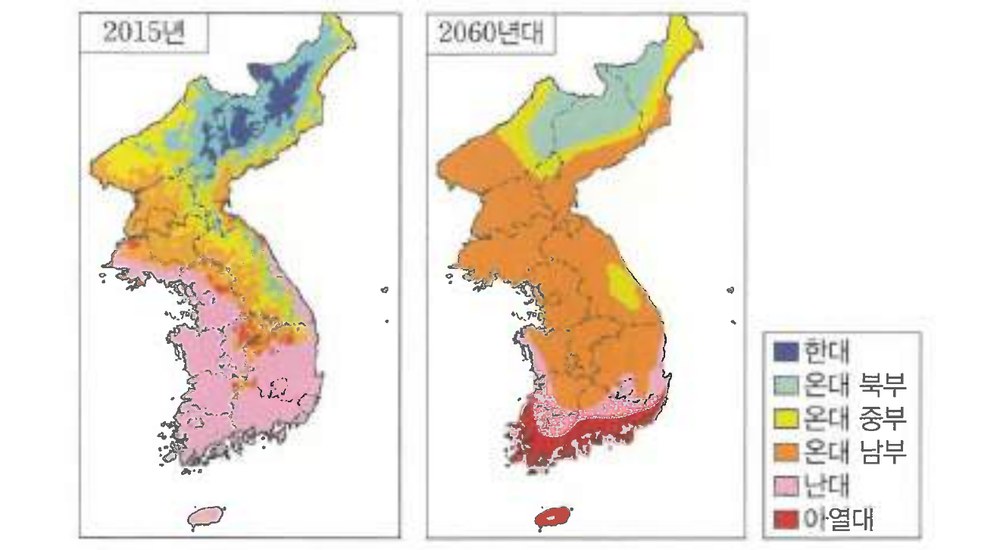 2015년
2060년대
한대
온대 북부
온대 중부
온대 남부
난대
아열대